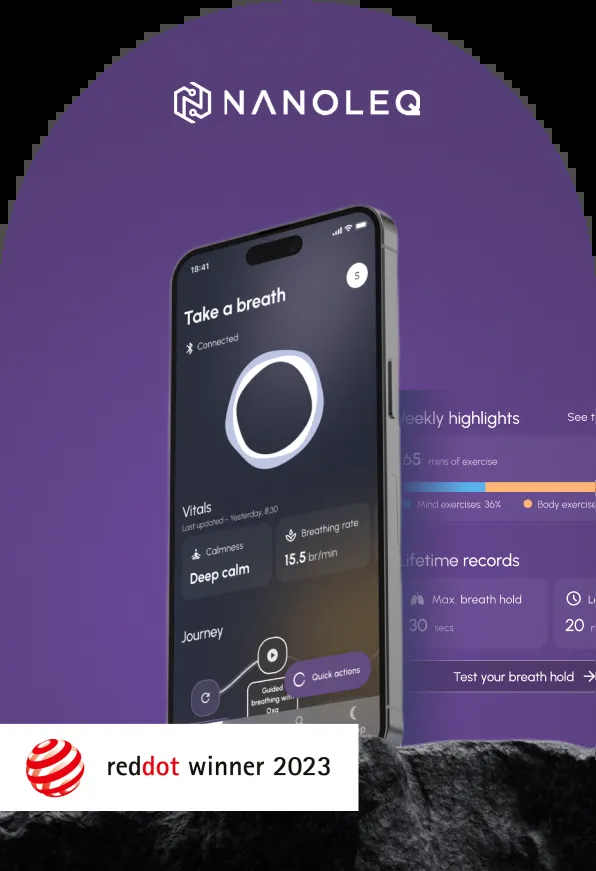 NANOLEQ
18:41
S
Take a breath
Connected
Vitals
Last updated - Yesterday, 8:30
Calmness
Deep calm
Breathing rate
15.5 br/min
Journey
Guided
breathing with
Oxa
Quick actions
eekly highlights
See t
65 mins of exercise
Mind exercises: 36%
Body exercise
ifetime records
Max. breath hold
30 secs
L
20
Test your breath hold →
reddot winner 2023